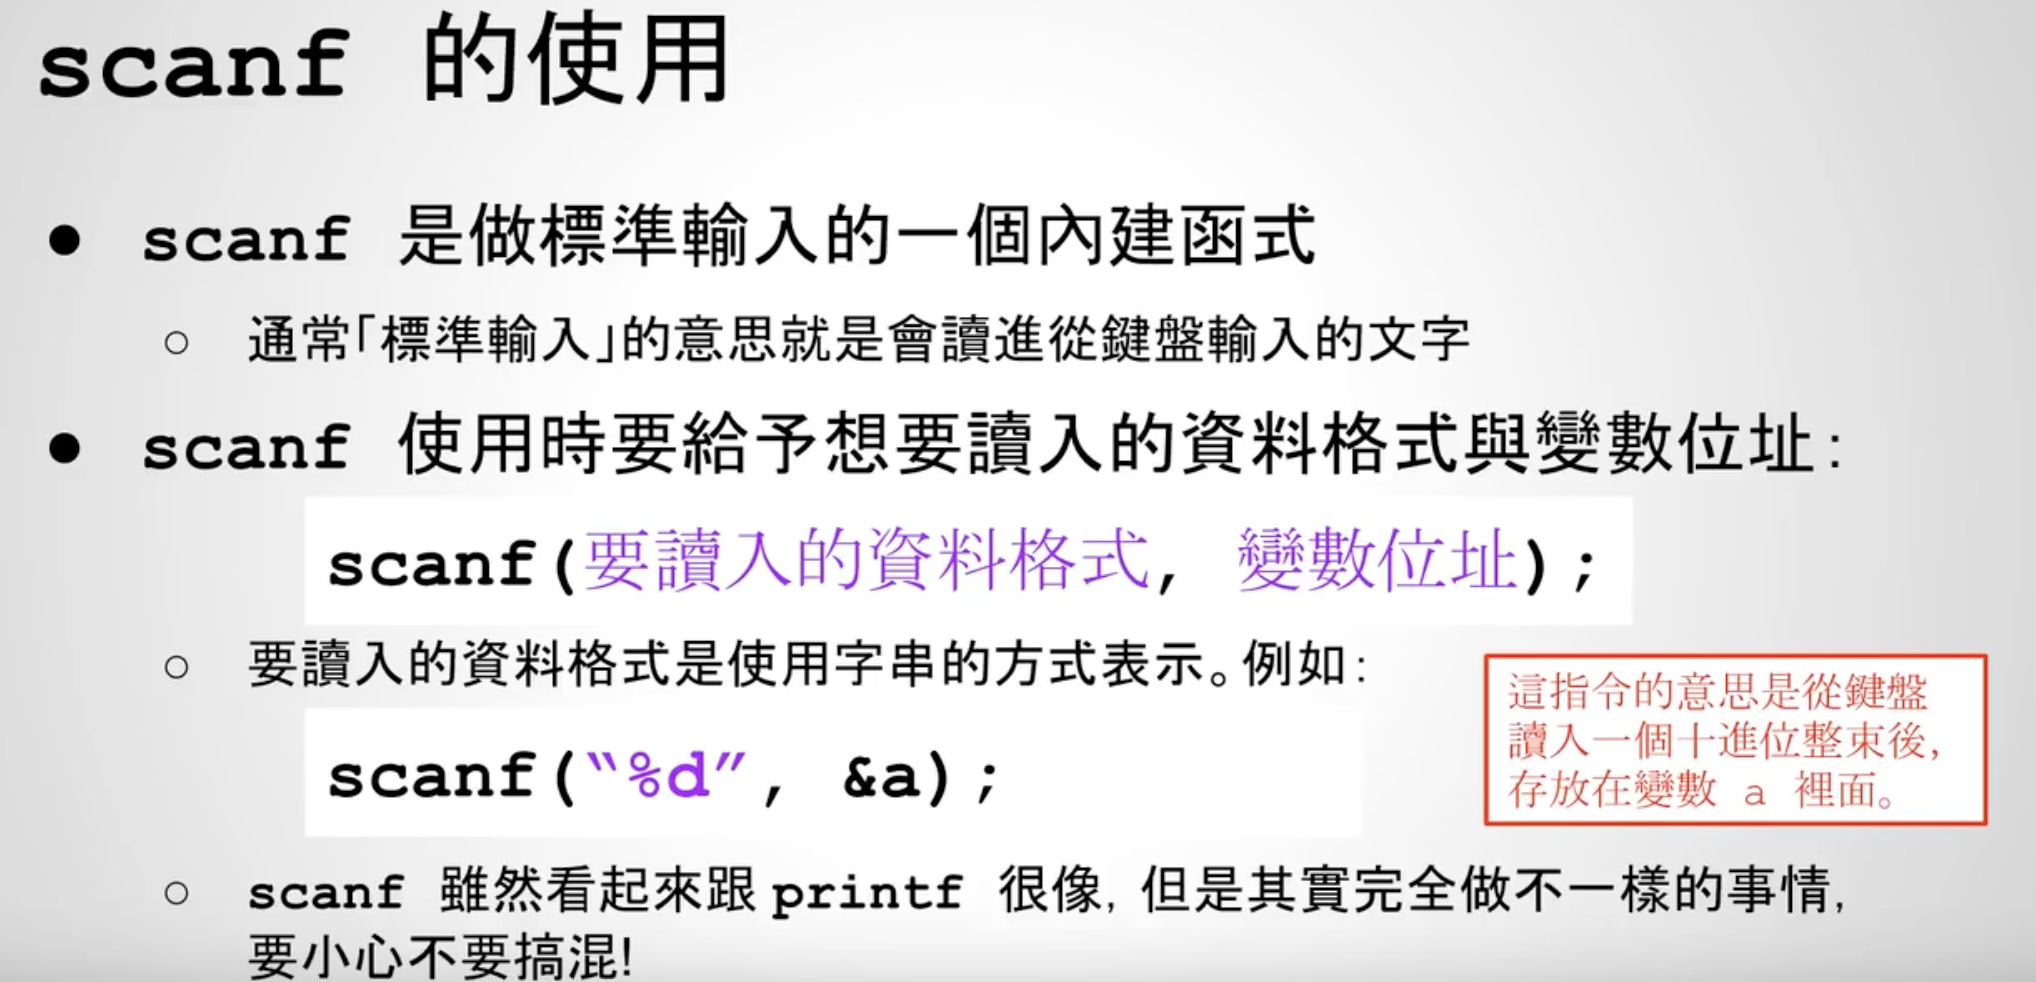 scanf 的使用
● scanf 是做標準輸入的一個內建函式
○ 通常「標準輸入」的意思就是會讀進從鍵盤輸入的文字
● scanf 使用時要給予想要讀入的資料格式與變數位址：
scanf(要讀入的資料格式, 變數位址);
○ 要讀入的資料格式是使用字串的方式表示。例如：
scanf(“%d”, &a);
這指令的意思是從鍵盤
讀入一個十進位整束後，
存放在變數 a 裡面。
○ scanf 雖然看起來跟 printf 很像，但是其實完全做不一樣的事情，
要小心不要搞混！